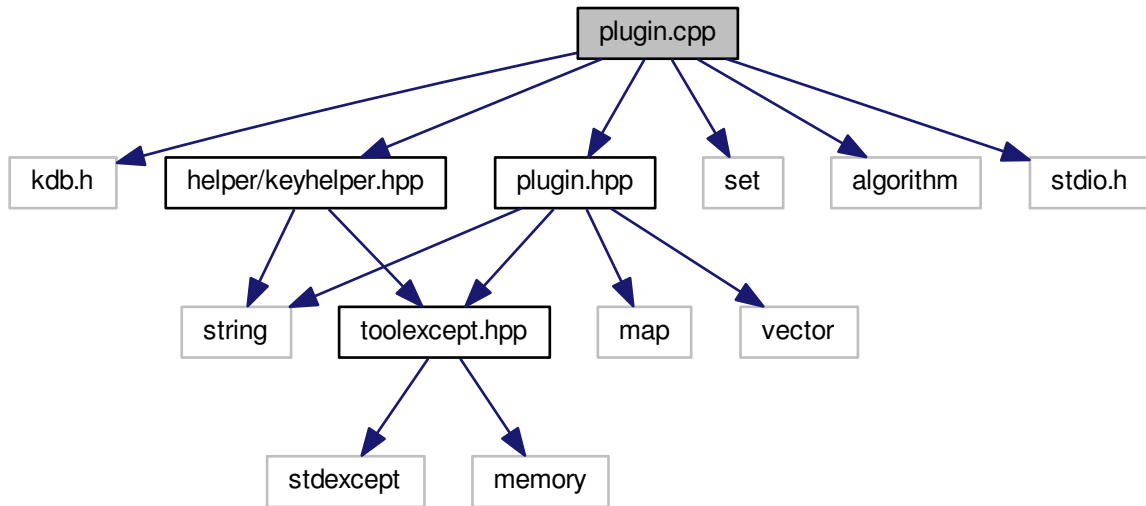 plugin.cpp
kdb.h
helper/keyhelper.hpp
plugin.hpp
set
algorithm
stdio.h
string
toolexcept.hpp
map
vector
stdexcept
memory